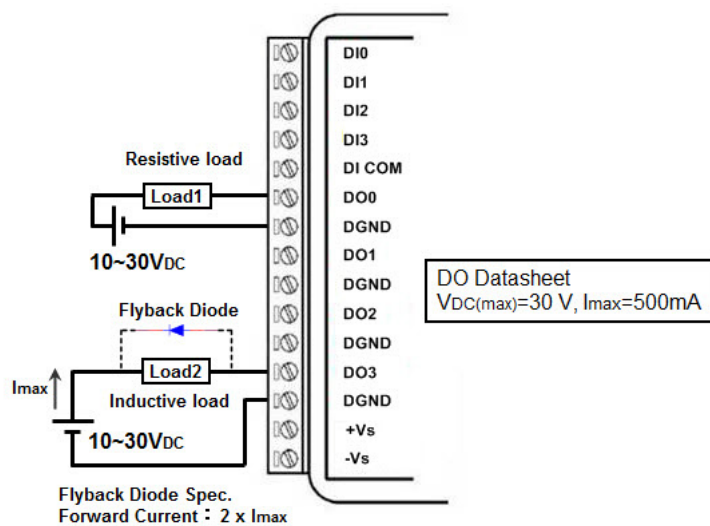 DI0
DI1
DI2
DI3
DI COM
Resistive load
Load1
DO0
DGND
10~30VDC
DO1
DGND
DO Datasheet
VDC(max)=30 V, Imax=500mA
Flyback Diode
DO2
DGND
Imax
Load2
DO3
Inductive load
DGND
10~30VDC
+Vs
-Vs
Flyback Diode Spec.
Forward Current : 2 x Imax